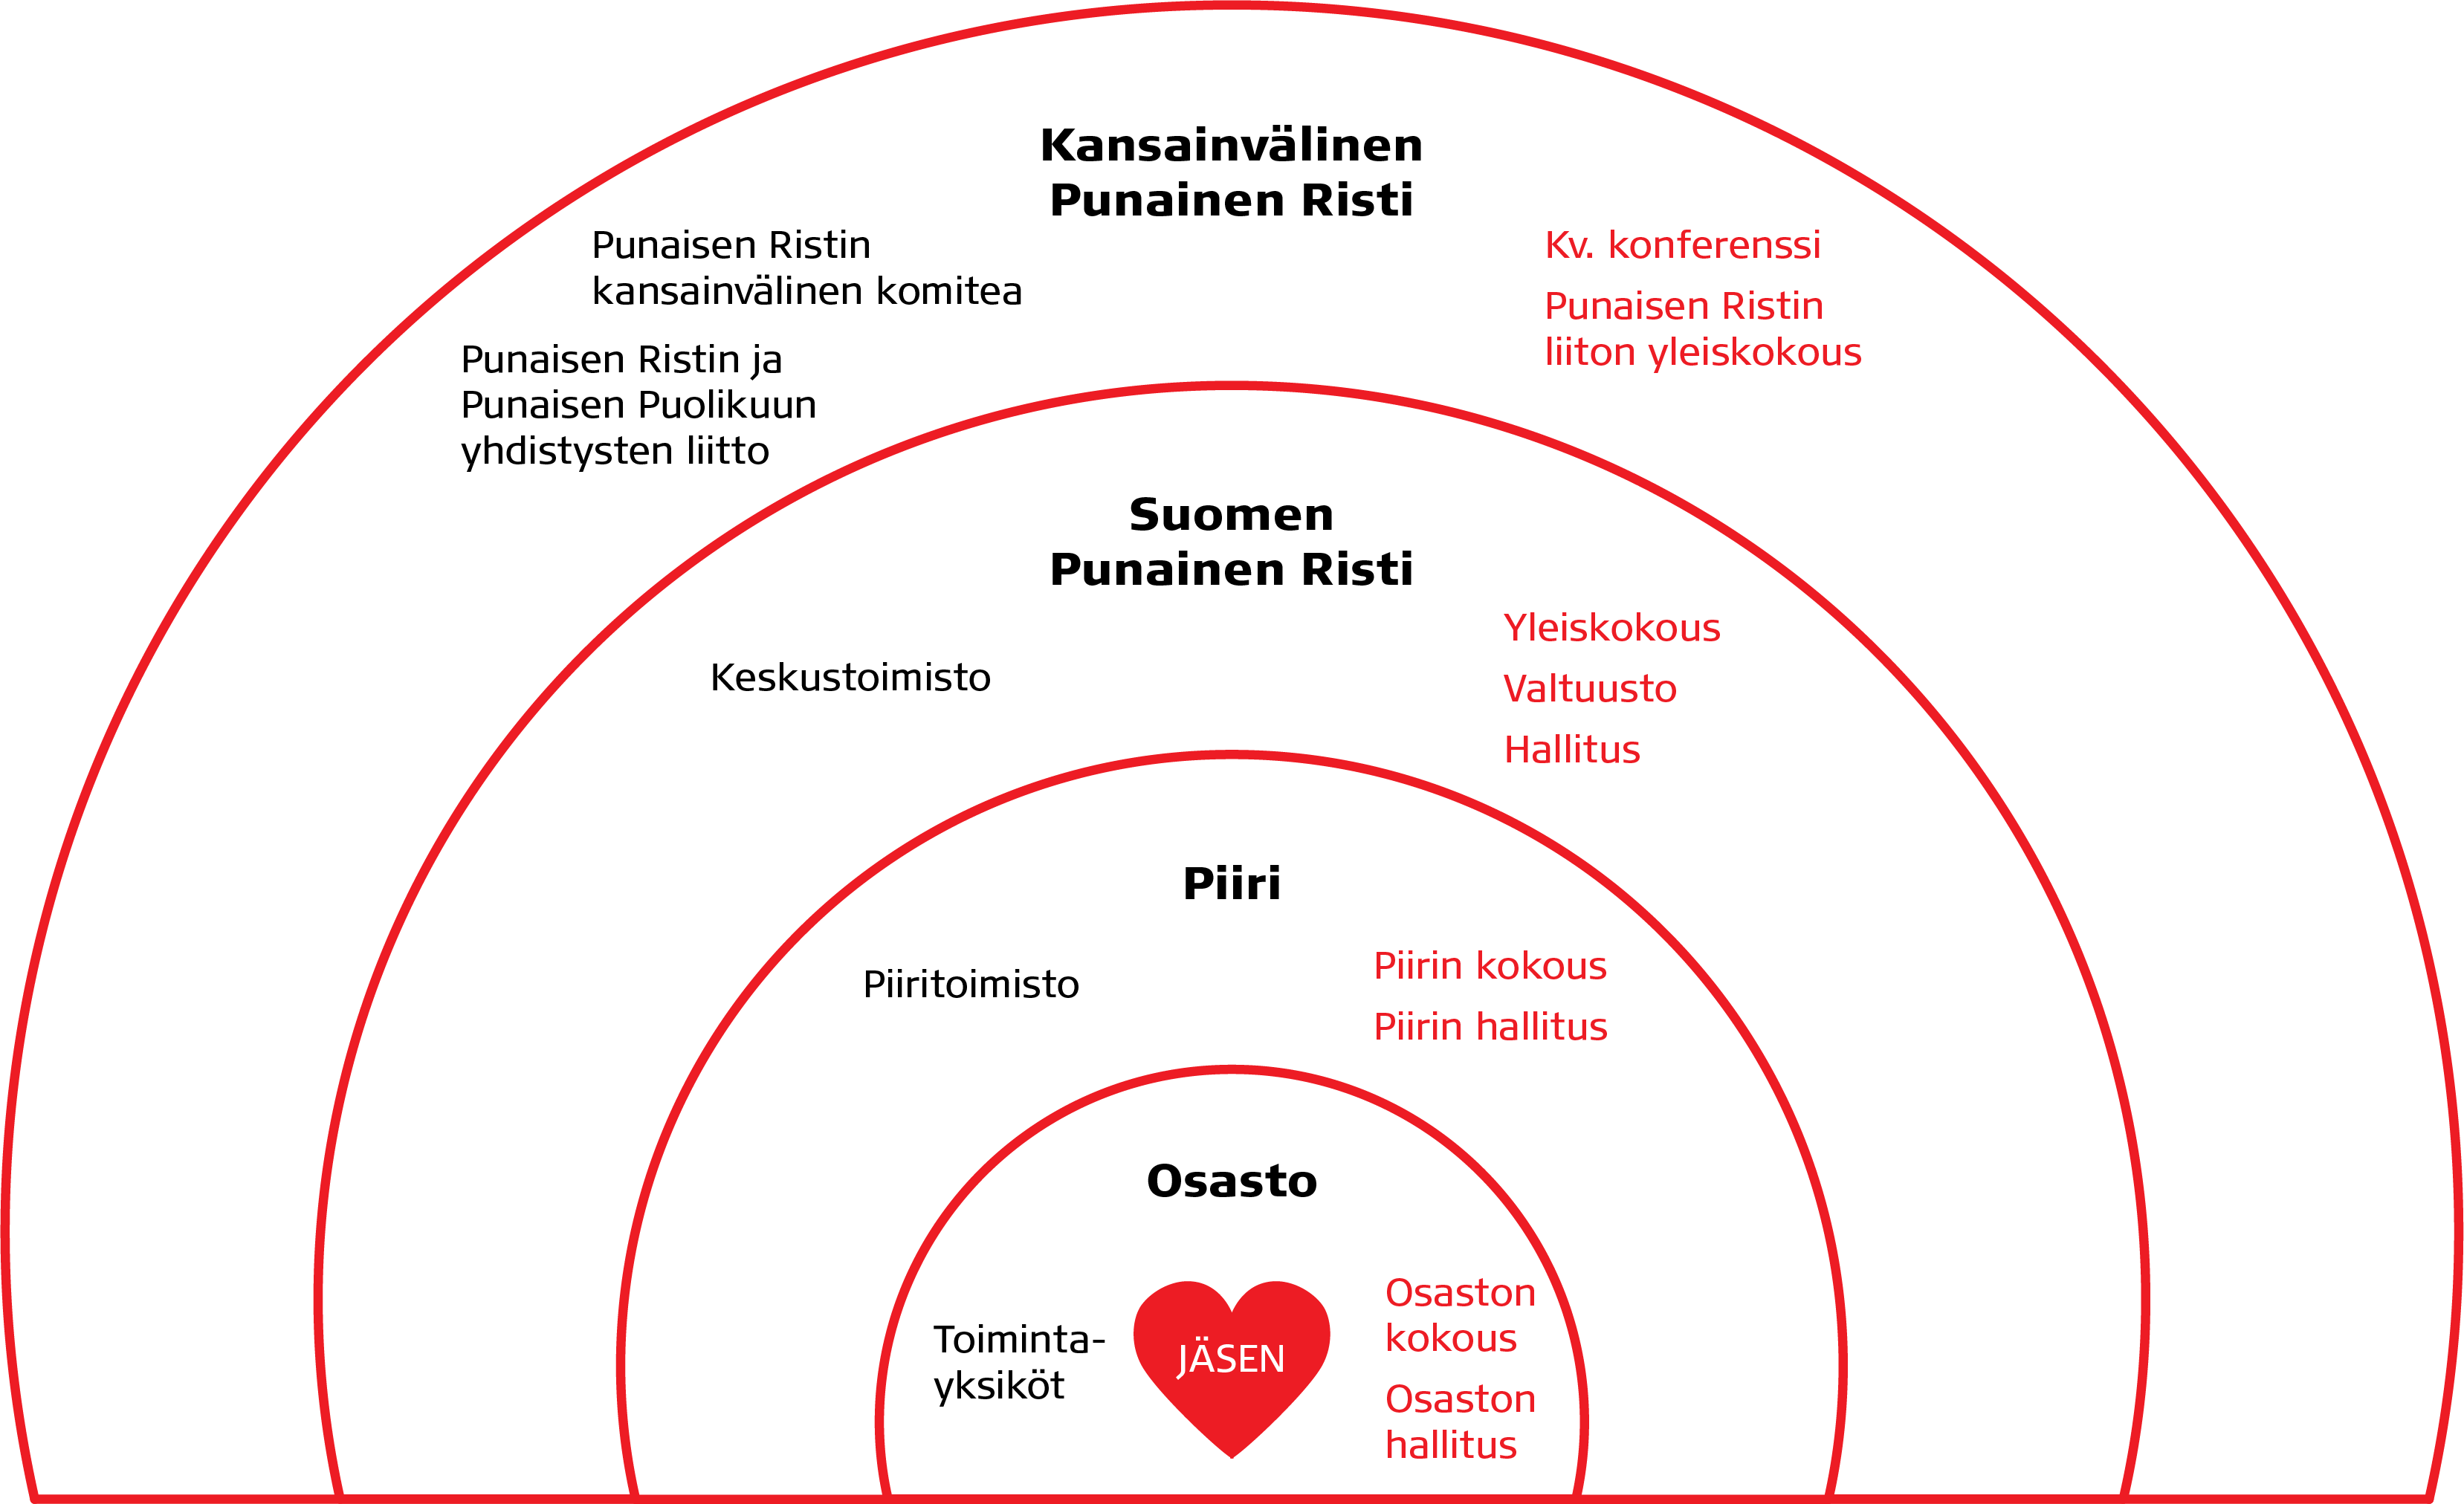 Kansainvälinen
Punainen Risti
Punaisen Ristin
kansainvälinen komitea
Punaisen Ristin ja
Punaisen Puolikuun
yhdistysten liitto
Kv. konferenssi
Punaisen Ristin
liiton yleiskokous
Suomen
Punainen Risti
Keskustoimisto
Yleiskokous
Valtuusto
Hallitus
Piiri
Piiritoimisto
Piirin kokous
Piirin hallitus
Osasto
Toiminta-
yksiköt
JÄSEN
Osaston
kokous
Osaston
hallitus